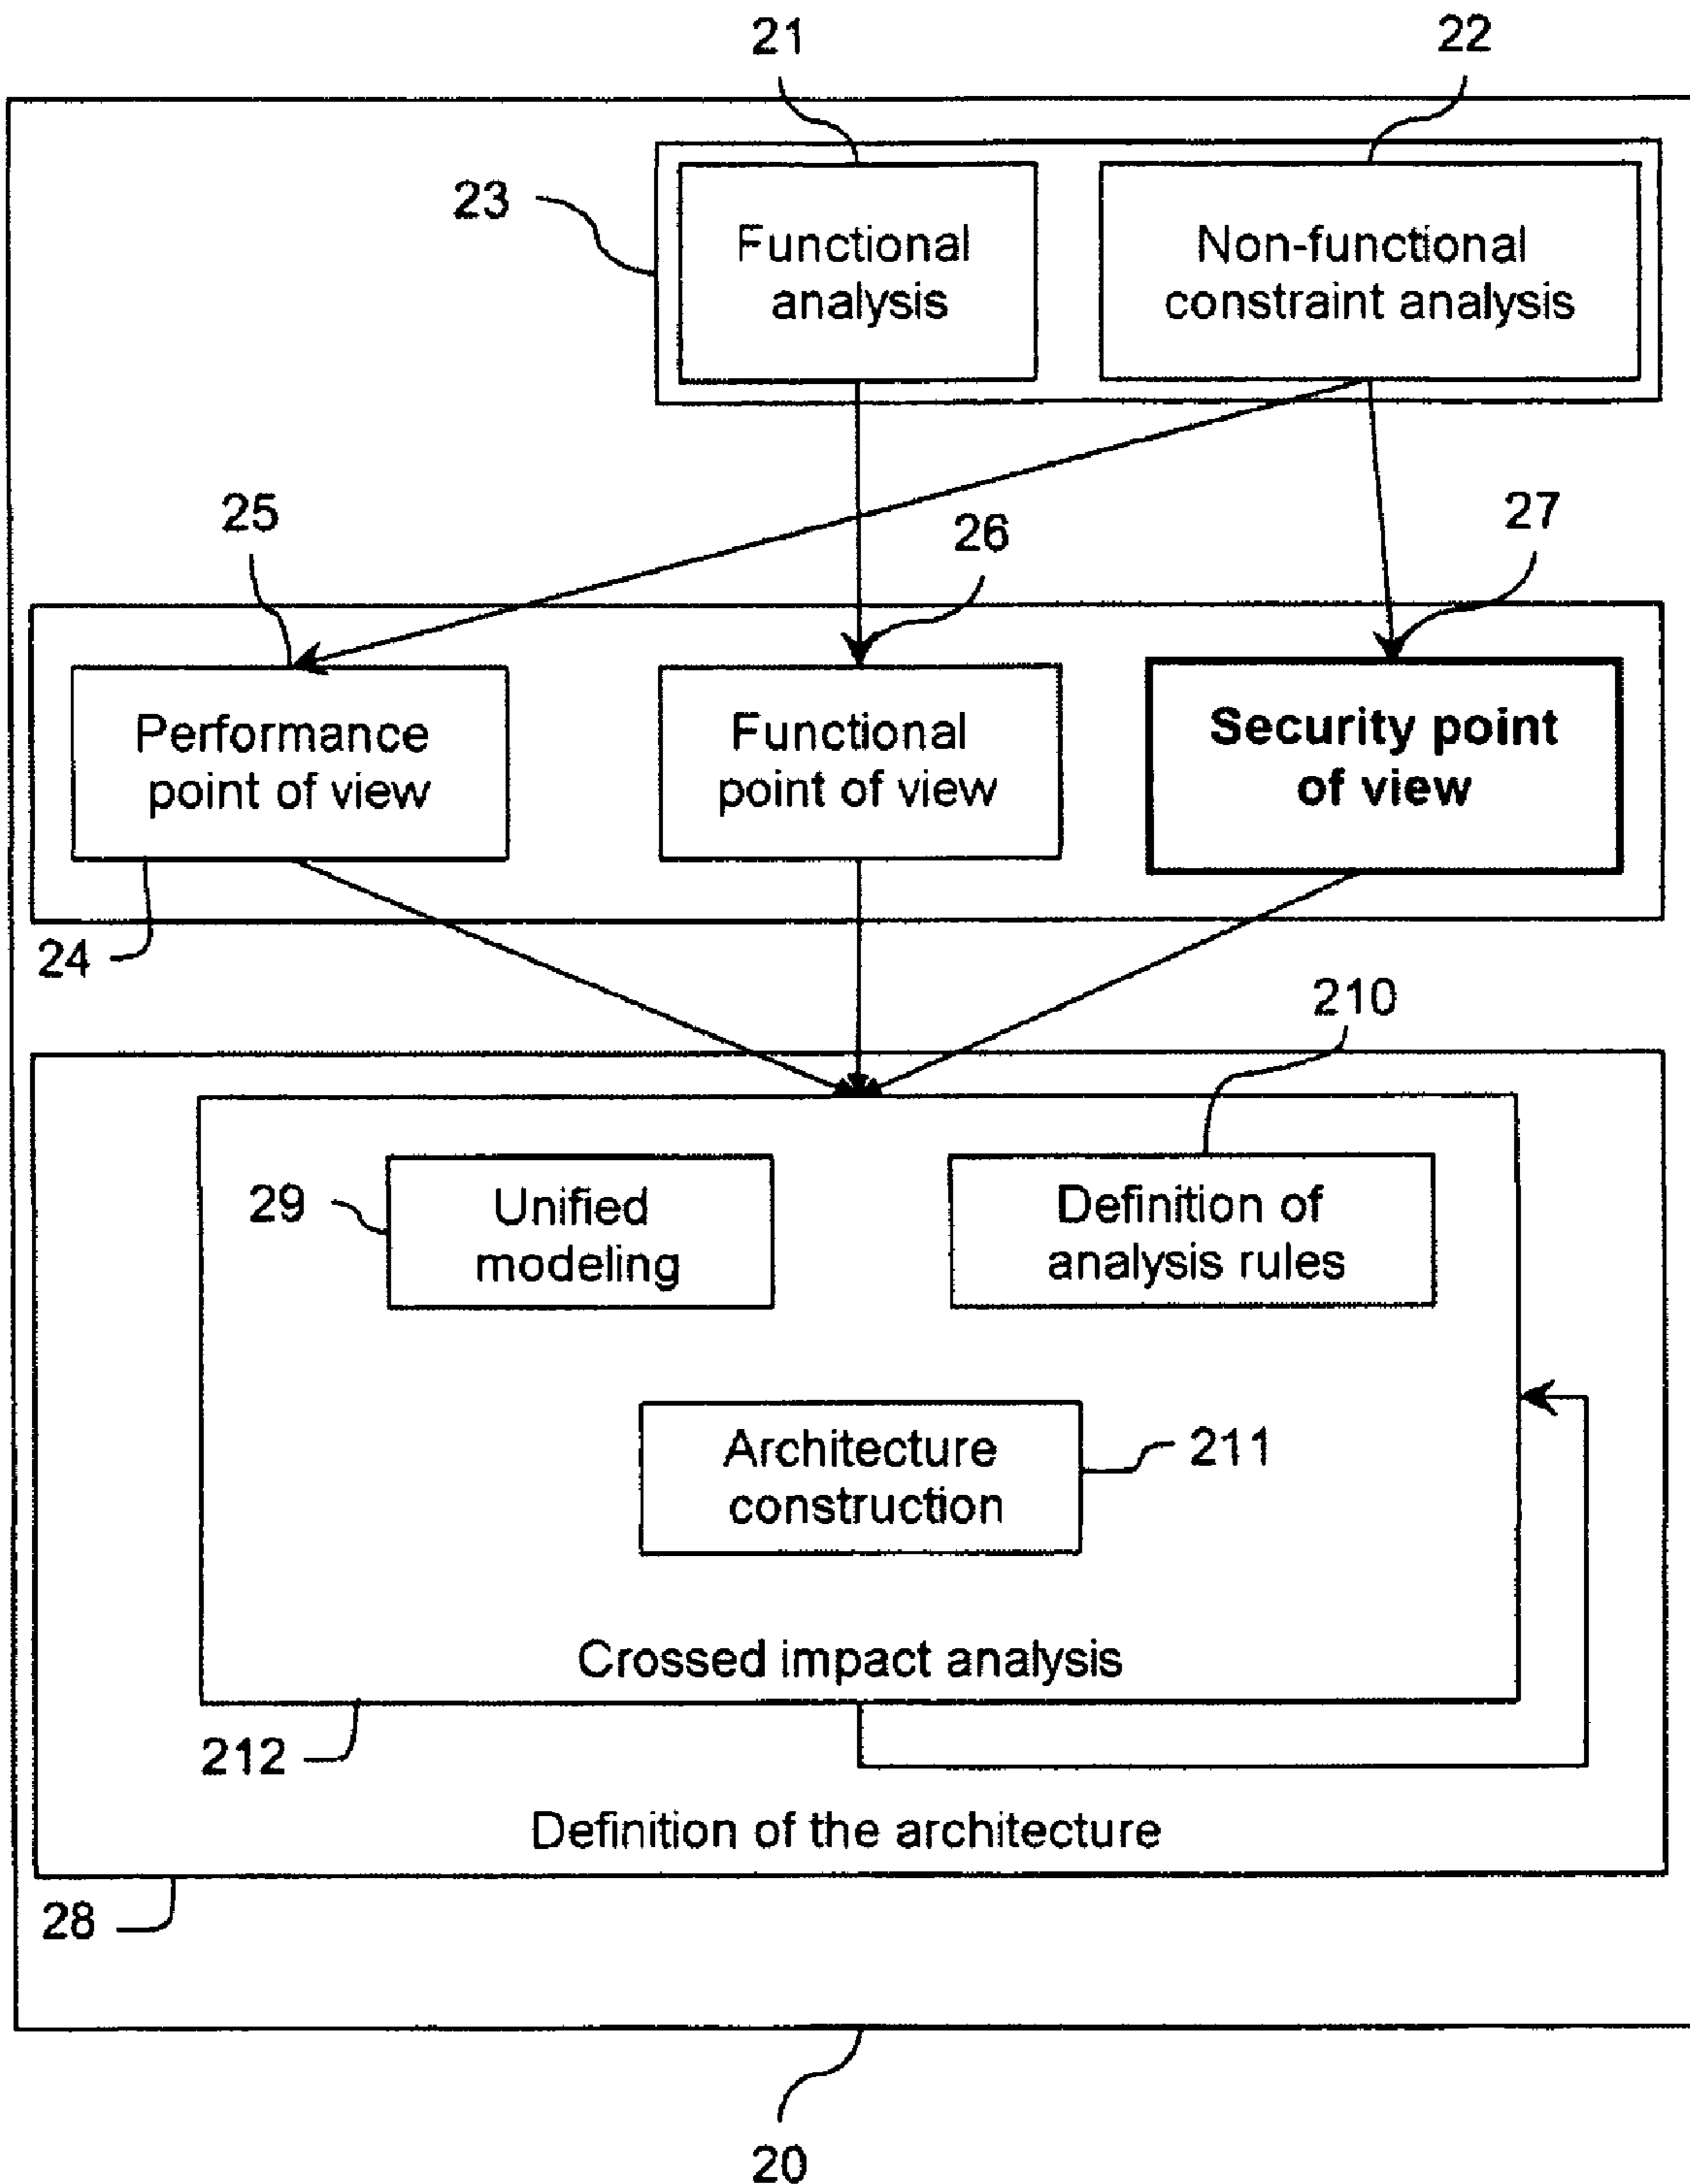 21
22
23
Functional
analysis
Non-functional
constraint analysis
25
26
27
Performance
point of view
Functional
point of view
Security point
of view
24
210
29
Unified
modeling
Definition of
analysis rules
Architecture
construction
211
Crossed impact analysis
212
Definition of the architecture
28
20